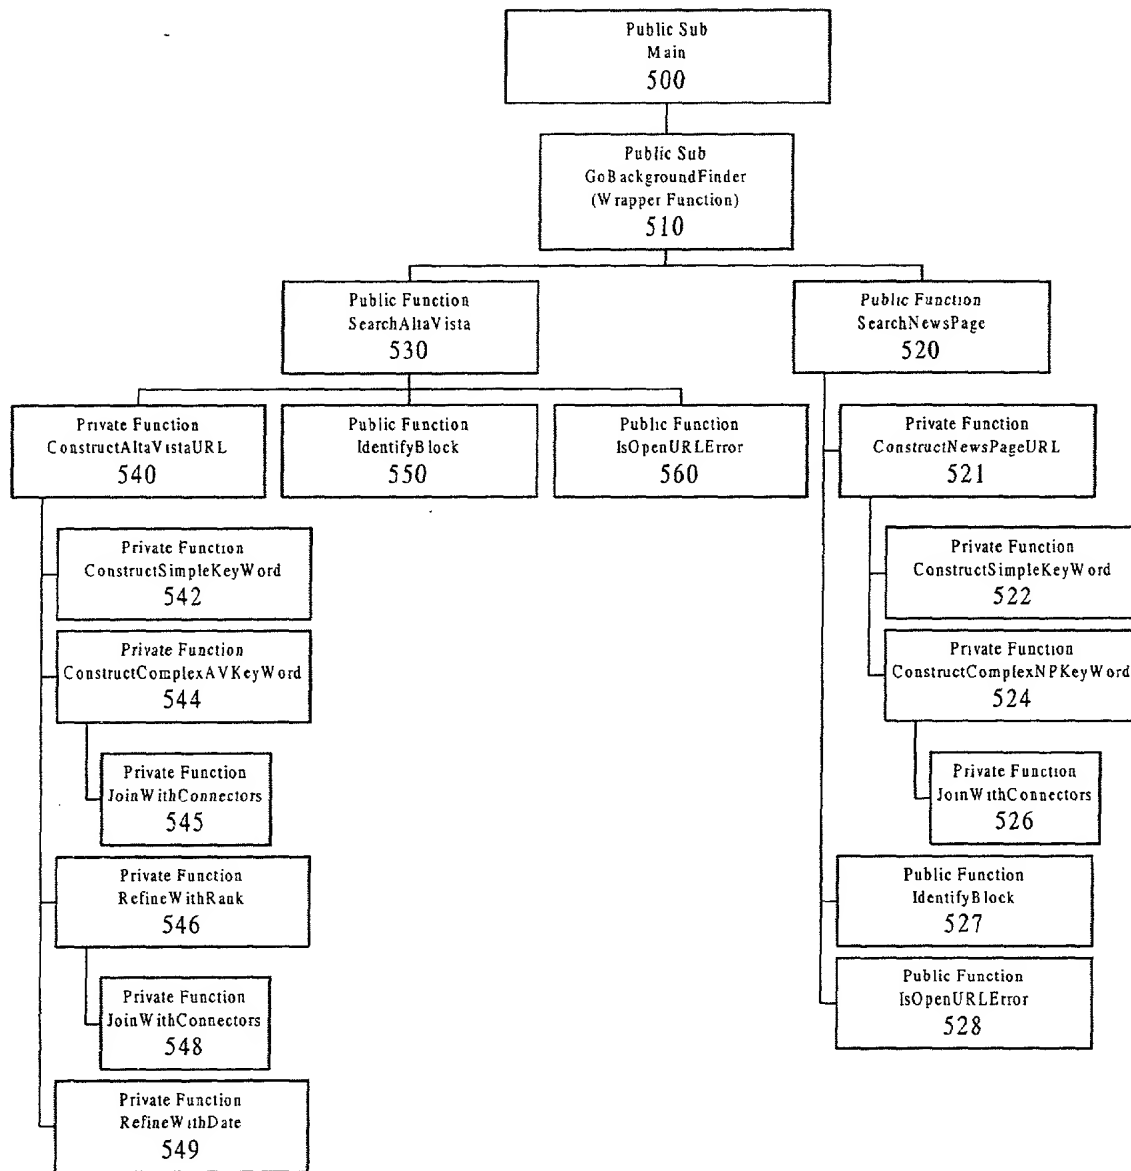 Public Sub
Main
500
Public Sub
GoBackgroundFinder
(Wrapper Function)
510
Public Function
SearchAltaVista
530
Public Function
SearchNewsPage
520
Private Function
ConstructAltaVistaURL
540
Public Function
IdentifyBlock
550
Public Function
IsOpenURLError
560
Private Function
ConstructNewsPageURL
521
Private Function
ConstructSimpleKeyWord
542
Private Function
ConstructSimpleKeyWord
522
Private Function
ConstructComplexAVKeyWord
544
Private Function
ConstructComplexNPKeyWord
524
Private Function
JoinWithConnectors
545
Private Function
JoinWithConnectors
526
Private Function
RefineWithRank
546
Public Function
IdentifyBlock
527
Private Function
JoinWithConnectors
548
Public Function
IsOpenURLError
528
Private Function
RefineWithDate
549